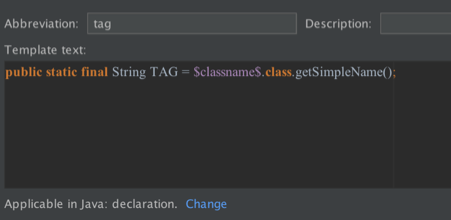 Abbreviation: tag Description:
Template text:
public static final String TAG = $classname$.class.getSimpleName();
Applicable in Java: declaration. Change